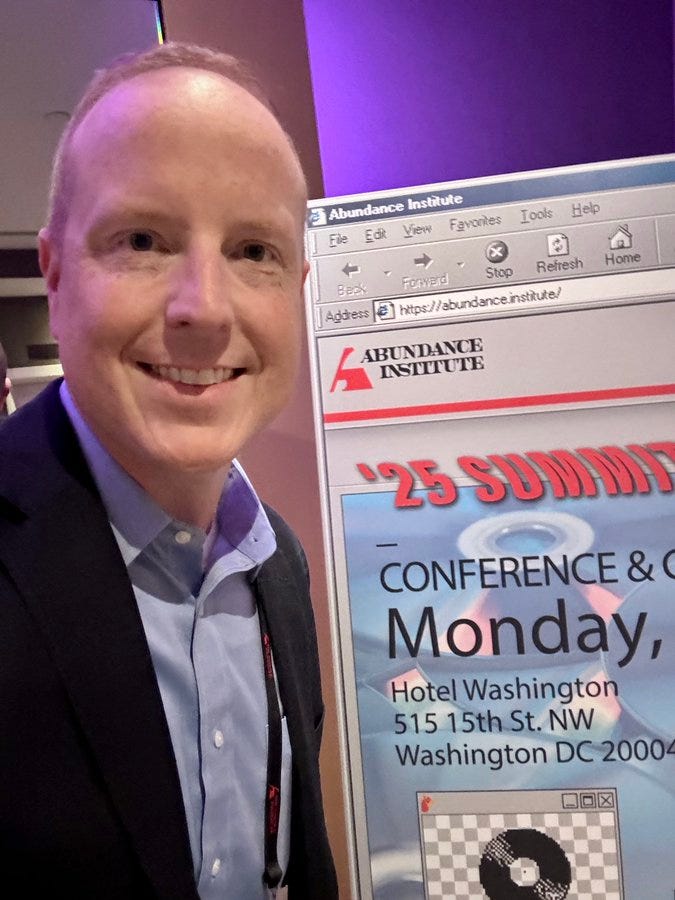 Abundance Institute
File Edit View Favorites Tools Help
Back Forward Stop Refresh Home
Address https://abundance.institute/
ABUNDANCE
INSTITUTE
'25 SUMMIT
CONFERENCE &
Monday,
Hotel Washington
515 15th St. NW
Washington DC 20004